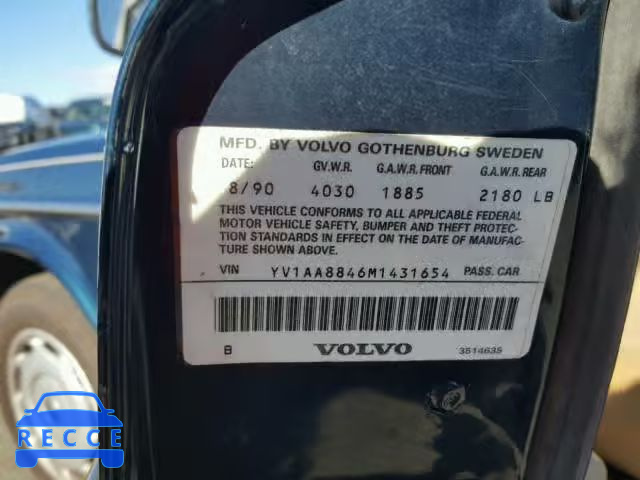 MFD. BY VOLVO GOTHENBURG SWEDEN
DATE: G.V.W.R. G.A.W.R. FRONT G.A.W.R. REAR
8/90 4030 1885 2180 LB
THIS VEHICLE CONFORMS TO ALL APPLICABLE FEDERAL
MOTOR VEHICLE SAFETY, BUMPER AND THEFT PROTEC-
TION STANDARDS IN EFFECT ON THE DATE OF MANUFAC-
TURE SHOWN ABOVE.
VIN YV1AA8846M1431654 PASS. CAR
B VOLVO 3514635
RECCE